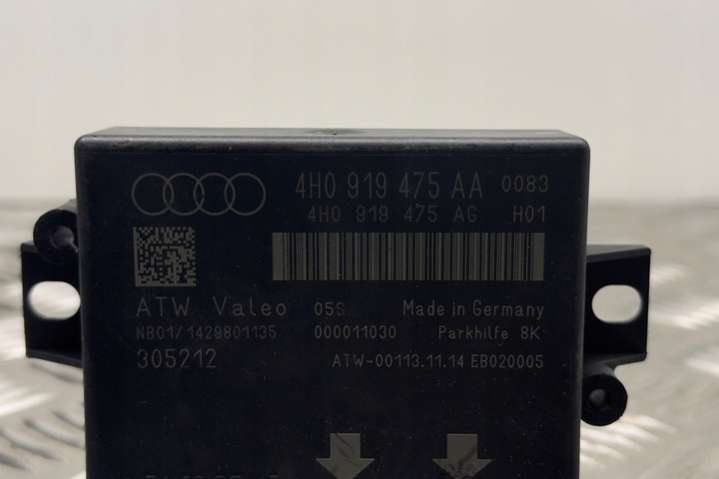 4H0 919 475 AA 0083
4H0 919 475 AG H01
ATW Valeo 05S Made in Germany
NB01/1428801135 000011030 Parkhilfe 8K
305212 ATW-00113.11.14 EB020005